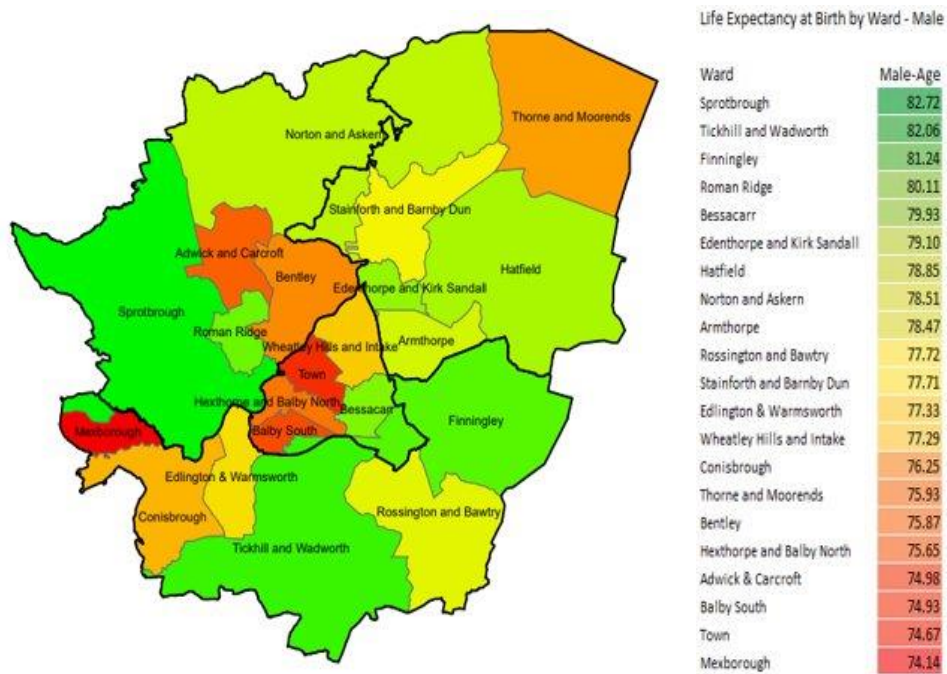 Life Expectancy at Birth by Ward - Male
Ward Male-Age
Sprotbrough 82.72
Tickhill and Wadworth 82.06
Finningley 81.24
Roman Ridge 80.11
Bessacarr 79.93
Edenthorpe and Kirk Sandall 79.10
Hatfield 78.85
Norton and Askern 78.51
Armthorpe 78.47
Rossington and Bawtry 77.72
Stainforth and Barnby Dun 77.71
Edlington & Warmsworth 77.33
Wheatley Hills and Intake 77.29
Conisbrough 76.25
Thorne and Moorends 75.93
Bentley 75.87
Hexthorpe and Balby North 75.65
Adwick & Carcroft 74.98
Balby South 74.93
Town 74.67
Mexborough 74.14
Thorne and Moorends
Norton and Askern
Stainforth and Barnby Dun
Adwick and Carcroft
Bentley
Hatfield
Edenthorpe and Kirk Sandall
Sprotbrough
Roman Ridge
Wheatley Hills and Intake
Armthorpe
Town
Hexthorpe and Balby North
Bessacarr
Finningley
Mexborough
Balby South
Edlington & Warmsworth
Conisbrough
Rossington and Bawtry
Tickhill and Wadworth